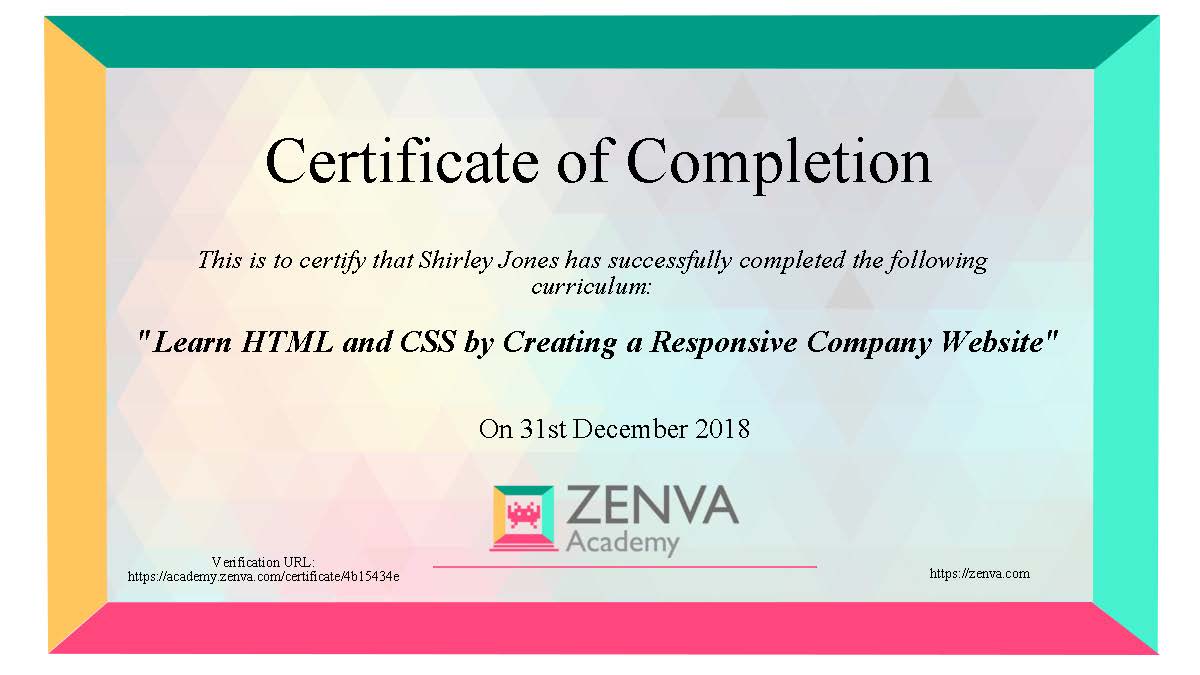 Certificate of Completion
This is to certify that Shirley Jones has successfully completed the following
curriculum:
"Learn HTML and CSS by Creating a Responsive Company Website"
On 31st December 2018
ZENVA
Academy
Verification URL:
https://academy.zenva.com/certificate/4b15434e
https://zenva.com